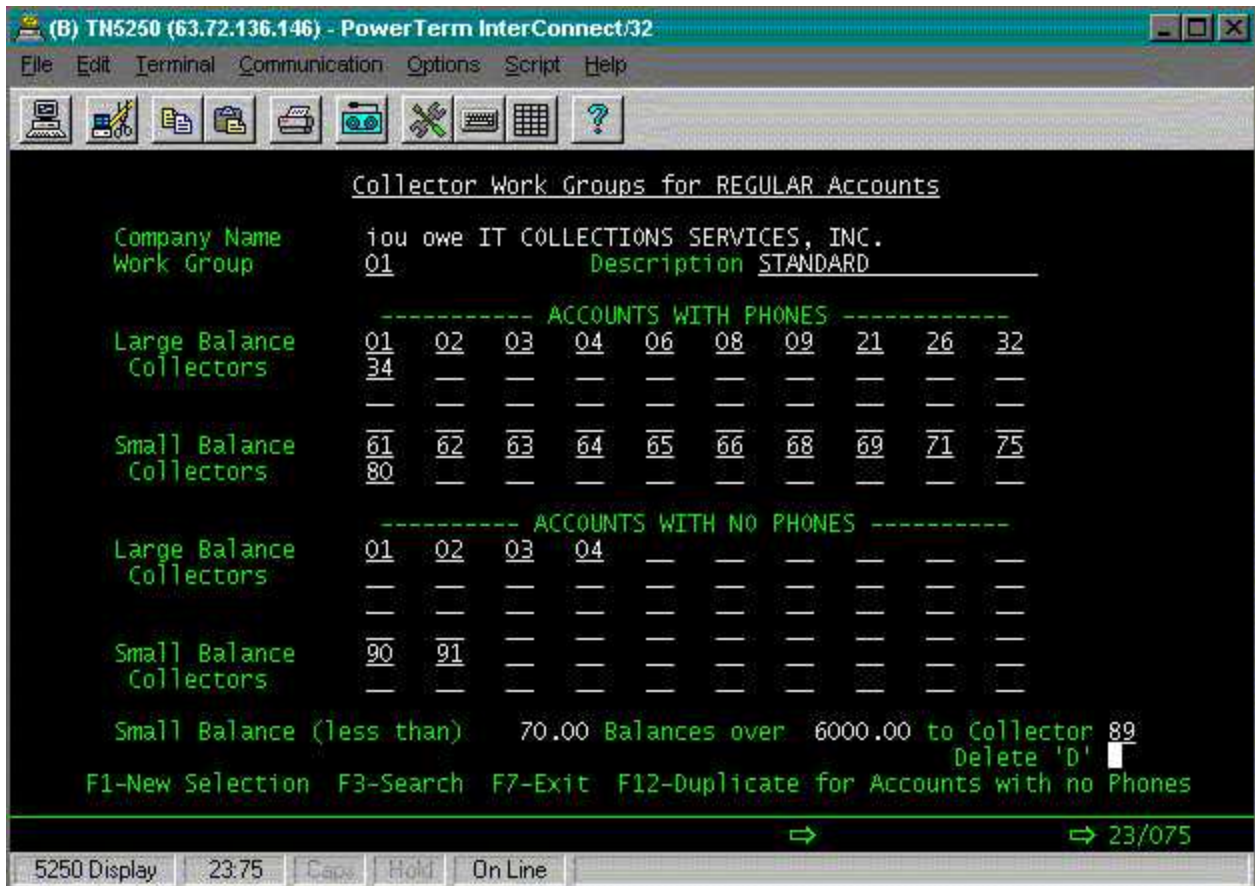 (B) TN5250 (63.72.136.146) - PowerTerm InterConnect/32
File Edit Terminal Communication Options Script Help
Collector Work Groups for REGULAR Accounts
Company Name iou owe IT COLLECTIONS SERVICES, INC.
Work Group 01 Description STANDARD
----------- ACCOUNTS WITH PHONES ------------
Large Balance 01 02 03 04 06 08 09 21 26 32
Collectors 34
Small Balance 61 62 63 64 65 66 68 69 71 75
Collectors 80
---------- ACCOUNTS WITH NO PHONES ----------
Large Balance 01 02 03 04
Collectors
Small Balance 90 91
Collectors
Small Balance (less than) 70.00 Balances over 6000.00 to Collector 89
Delete 'D'
F1-New Selection F3-Search F7-Exit F12-Duplicate for Accounts with no Phones
⇨ ⇨ 23/075
5250 Display 23:75 Caps Hold On Line